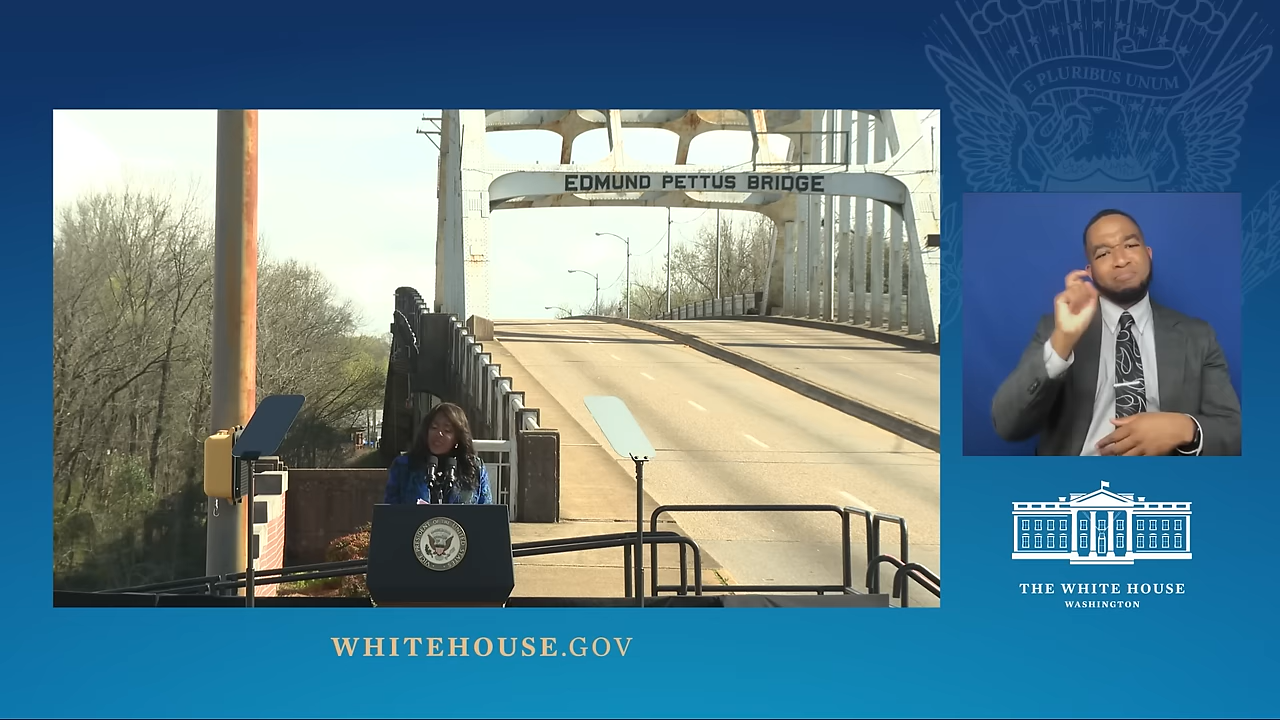 E PLURIBUS UNUM
EDMUND PETTUS BRIDGE
THE WHITE HOUSE
WASHINGTON
WHITEHOUSE.GOV